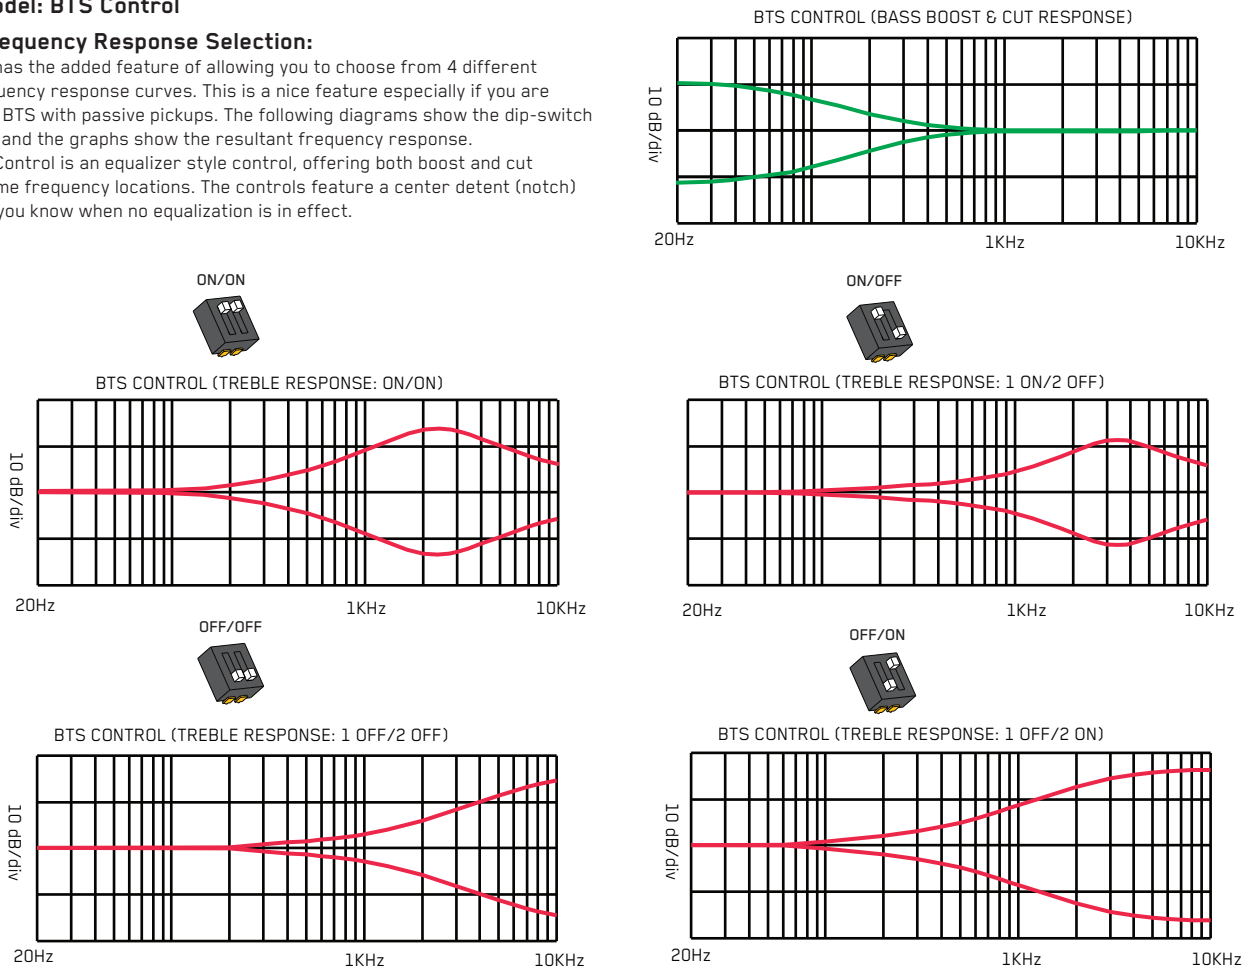 odel: BTS Control
equency Response Selection:
has the added feature of allowing you to choose from 4 different
uency response curves. This is a nice feature especially if you are
BTS with passive pickups. The following diagrams show the dip-switch
and the graphs show the resultant frequency response.
Control is an equalizer style control, offering both boost and cut
me frequency locations. The controls feature a center detent (notch)
you know when no equalization is in effect.
BTS CONTROL (BASS BOOST & CUT RESPONSE)
10 dB/div
20Hz 1KHz 10KHz
ON/ON
BTS CONTROL (TREBLE RESPONSE: ON/ON)
10 dB/div
20Hz 1KHz 10KHz
ON/OFF
BTS CONTROL (TREBLE RESPONSE: 1 ON/2 OFF)
20Hz 1KHz 10KHz
OFF/OFF
BTS CONTROL (TREBLE RESPONSE: 1 OFF/2 OFF)
10 dB/div
20Hz 1KHz 10KHz
OFF/ON
BTS CONTROL (TREBLE RESPONSE: 1 OFF/2 ON)
10 dB/div
20Hz 1KHz 10KHz